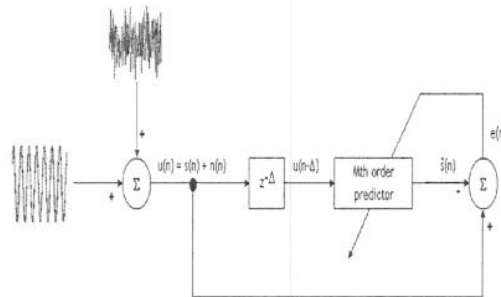 +
e(n
u(n) = s(n) + n(n)
u(n-Δ)
ŝ(n)
Σ
z^-Δ
Mth order
predictor
Σ
+
-
+